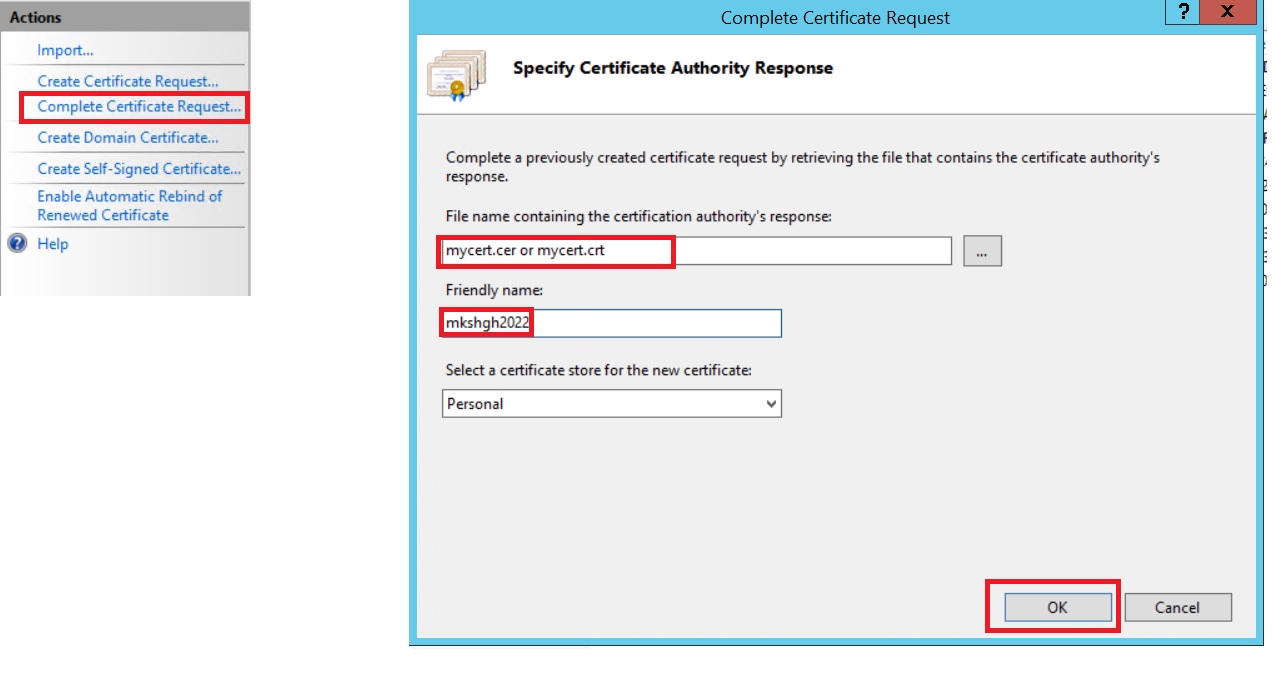 Actions
Import...
Create Certificate Request...
Complete Certificate Request...
Create Domain Certificate...
Create Self-Signed Certificate...
Enable Automatic Rebind of
Renewed Certificate
Help
Complete Certificate Request
?
X
Specify Certificate Authority Response
Complete a previously created certificate request by retrieving the file that contains the certificate authority's
response.
File name containing the certification authority's response:
mycert.cer or mycert.crt
...
Friendly name:
mkshgh2022
Select a certificate store for the new certificate:
Personal
OK
Cancel